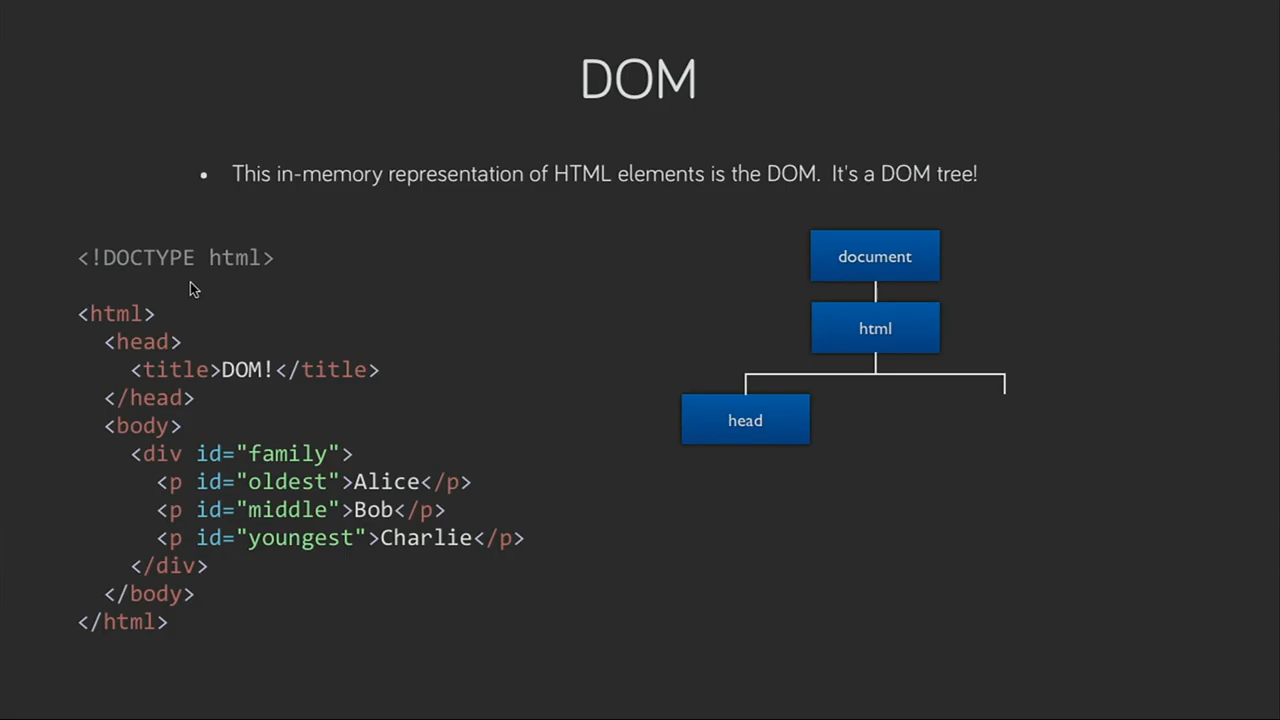 DOM
• This in-memory representation of HTML elements is the DOM. It's a DOM tree!
<!DOCTYPE html>
<html>
  <head>
    <title>DOM!</title>
  </head>
  <body>
    <div id="family">
      <p id="oldest">Alice</p>
      <p id="middle">Bob</p>
      <p id="youngest">Charlie</p>
    </div>
  </body>
</html>
document
html
head